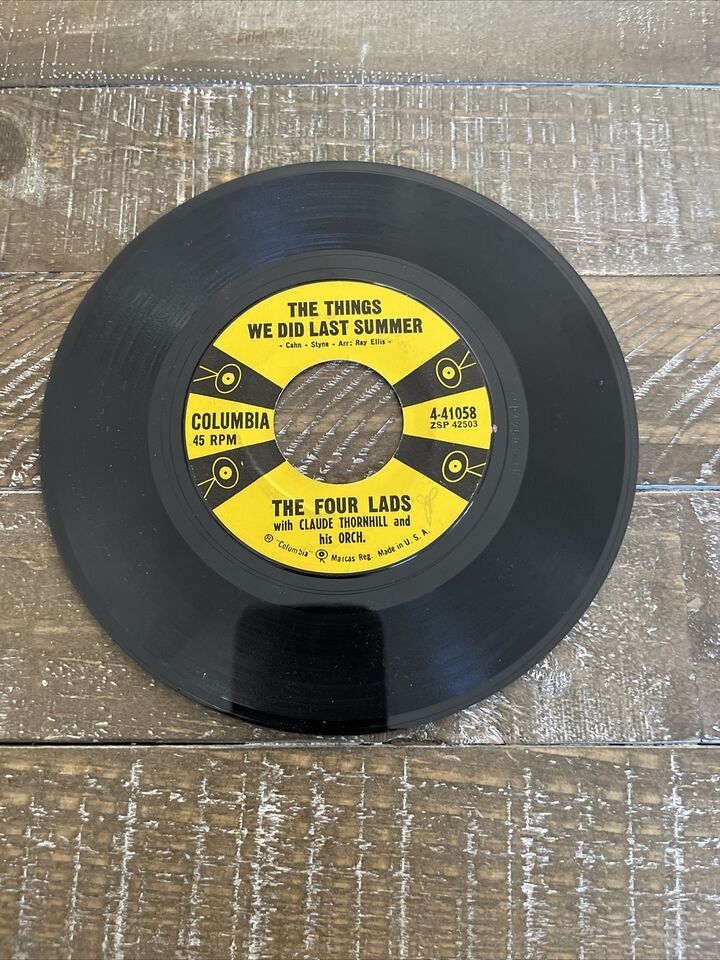 THE THINGS
WE DID LAST SUMMER
- Cahn - Styne - Arr: Ray Ellis -
COLUMBIA
45 RPM
4-41058
ZSP 42503
THE FOUR LADS
with CLAUDE THORNHILL and
his ORCH.
Ⓟ "Columbia" Marcas Reg. Made in U. S. A.